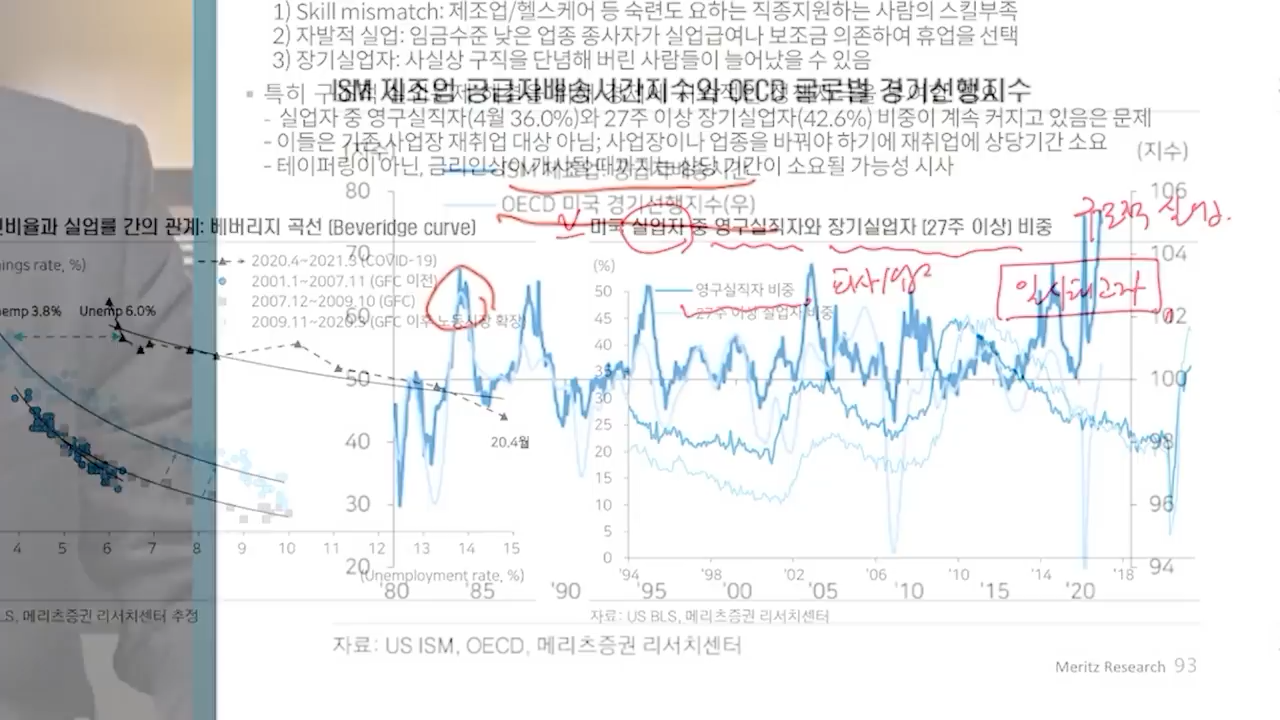 1) Skill mismatch: 제조업/헬스케어 등 숙련도 요하는 직종지원하는 사람의 스킬부족
2) 자발적 실업: 임금수준 낮은 업종 종사자가 실업급여나 보조금 의존하여 휴업을 선택
3) 장기실업자: 사실상 구직을 단념해 버린 사람들이 늘어났을 수 있음
ISM 제조업 공급자배송시간지수와 OECD 글로벌 경기선행지수
특히
- 실업자 중 영구실직자(4월 36.0%)와 27주 이상 장기실업자(42.6%) 비중이 계속 커지고 있음은 문제
- 이들은 기존 사업장 재취업 대상 아님; 사업장이나 업종을 바꿔야 하기에 재취업에 상당기간 소요
- 테이퍼링이 아닌, 금리인상이 개시될 때까지는 상당 기간이 소요될 가능성 시사
(지수)
ISM 제조업: 공급자배송시간
OECD 미국 경기선행지수(우)
빈비율과 실업률 간의 관계: 베버리지 곡선 (Beveridge curve)
미국 실업자 중 영구실직자와 장기실업자 (27주 이상) 비중
구조적 실업
ings rate, %)
2020.4~2021.3 (COVID-19)
2001.1~2007.11 (GFC 이전)
2007.12~2009.10 (GFC)
2009.11~2020.3 (GFC 이후 노동시장 확장)
nemp 3.8%
Unemp 6.0%
20.4월
(%)
영구실직자 비중
27주 이상 실업자 비중
일시해고자
80
70
60
50
40
30
20
106
104
102
100
98
96
94
50
45
40
35
30
25
20
15
10
5
0
4 5 6 7 8 9 10 11 12 13 14 15
(Unemployment rate, %)
'94 '98 '02 '06 '10 '14 '18
'80 '85 '90 '95 '00 '05 '10 '15 '20
LS, 메리츠증권 리서치센터 추정
자료: US BLS, 메리츠증권 리서치센터
자료: US ISM, OECD, 메리츠증권 리서치센터
Meritz Research 93